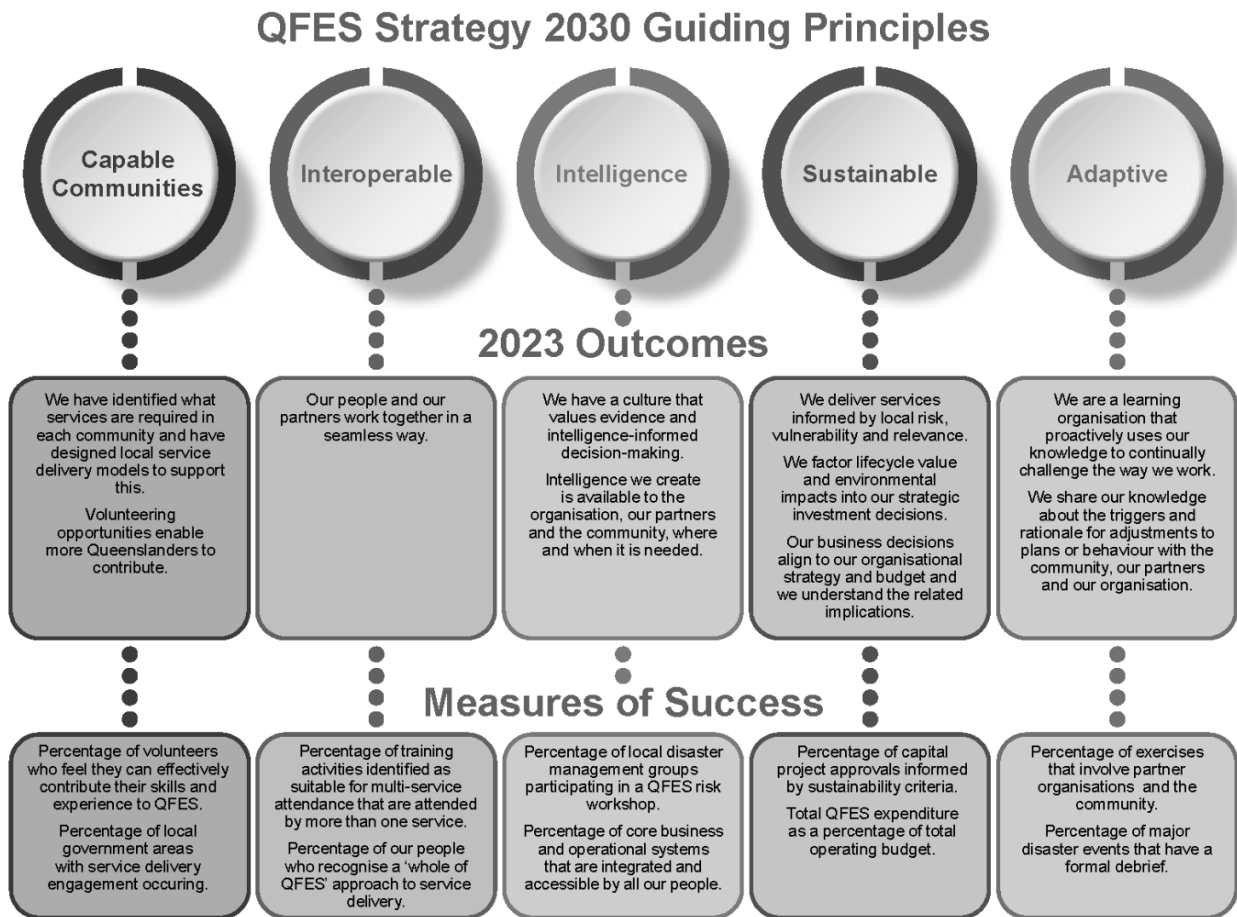 QFES Strategy 2030 Guiding Principles
Capable
Communities
Interoperable
Intelligence
Sustainable
Adaptive
2023 Outcomes
We have identified what
services are required in
each community and have
designed local service
delivery models to support
this.
Volunteering
opportunities enable
more Queenslanders to
contribute.
Our people and our
partners work together in a
seamless way.
We have a culture that
values evidence and
intelligence-informed
decision-making.
Intelligence we create
is available to the
organisation, our partners
and the community, where
and when it is needed.
We deliver services
informed by local risk,
vulnerability and relevance.
We factor lifecycle value
and environmental
impacts into our strategic
investment decisions.
Our business decisions
align to our organisational
strategy and budget and
we understand the related
implications.
We are a learning
organisation that
proactively uses our
knowledge to continually
challenge the way we work.
We share our knowledge
about the triggers and
rationale for adjustments to
plans or behaviour with the
community, our partners
and our organisation.
Measures of Success
Percentage of volunteers
who feel they can effectively
contribute their skills and
experience to QFES.
Percentage of local
government areas
with service delivery
engagement occuring.
Percentage of training
activities identified as
suitable for multi-service
attendance that are attended
by more than one service.
Percentage of our people
who recognise a ‘whole of
QFES’ approach to service
delivery.
Percentage of local disaster
management groups
participating in a QFES risk
workshop.
Percentage of core business
and operational systems
that are integrated and
accessible by all our people.
Percentage of capital
project approvals informed
by sustainability criteria.
Total QFES expenditure
as a percentage of total
operating budget.
Percentage of exercises
that involve partner
organisations and the
community.
Percentage of major
disaster events that have a
formal debrief.